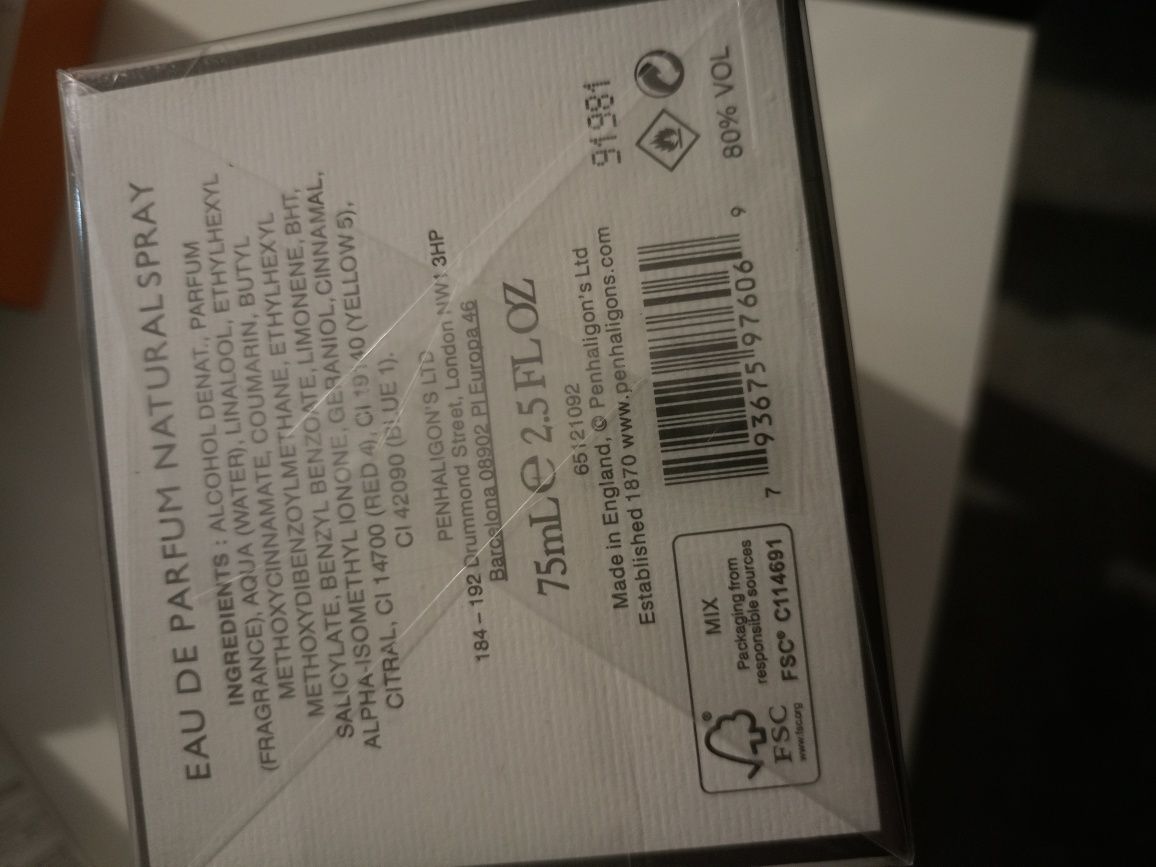 EAU DE PARFUM NATURAL SPRAY
INGREDIENTS : ALCOHOL DENAT., PARFUM
(FRAGRANCE), AQUA (WATER), LINALOOL, ETHYLHEXYL
METHOXYCINNAMATE, COUMARIN, BUTYL
METHOXYDIBENZOYLMETHANE, ETHYLHEXYL
SALICYLATE, BENZYL BENZOATE, LIMONENE, BHT,
ALPHA-ISOMETHYL IONONE, GERANIOL, CINNAMAL,
CITRAL, CI 14700 (RED 4), CI 19140 (YELLOW 5),
CI 42090 (BLUE 1).
PENHALIGON'S LTD
184 – 192 Drummond Street, London NW1 3HP
Barcelona 08902 Pl Europa 46
75mL e 2.5 FL OZ
65121092
Made in England, © Penhaligon's Ltd
Established 1870 www.penhaligons.com
91981
MIX
Packaging from
responsible sources
FSC® C114691
®
FSC
www.fsc.org
7 93675 97606 9
80% VOL